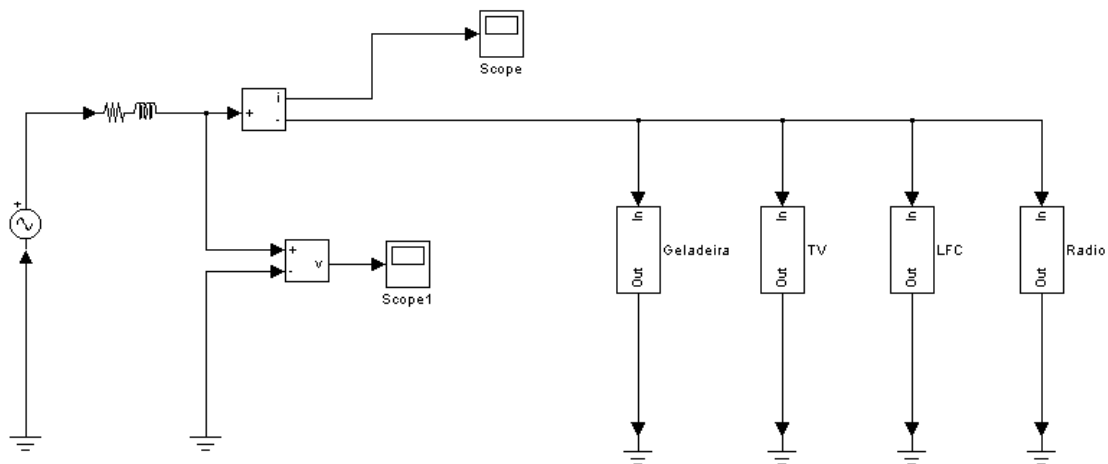 Scope
i
+
-
+
In
In
In
In
+
-
v
Geladeira
TV
LFC
Radio
Out
Out
Out
Out
Scope1